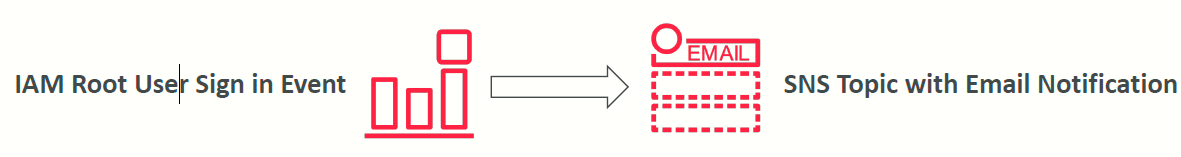 IAM Root User Sign in Event
EMAIL
SNS Topic with Email Notification